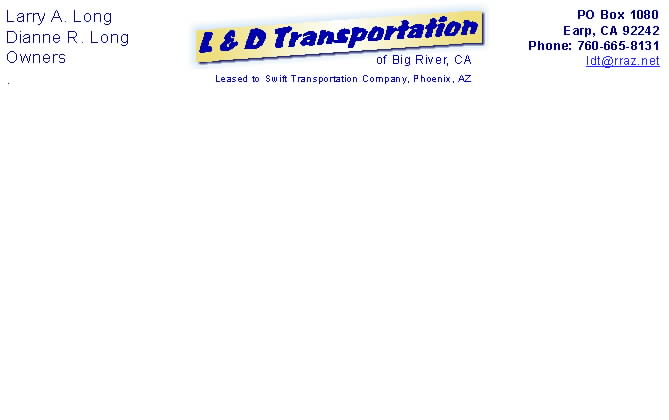 Larry A. Long
Dianne R. Long
Owners
.
L & D Transportation
of Big River, CA
Leased to Swift Transportation Company, Phoenix, AZ
PO Box 1080
Earp, CA 92242
Phone: 760-665-8131
ldt@rraz.net